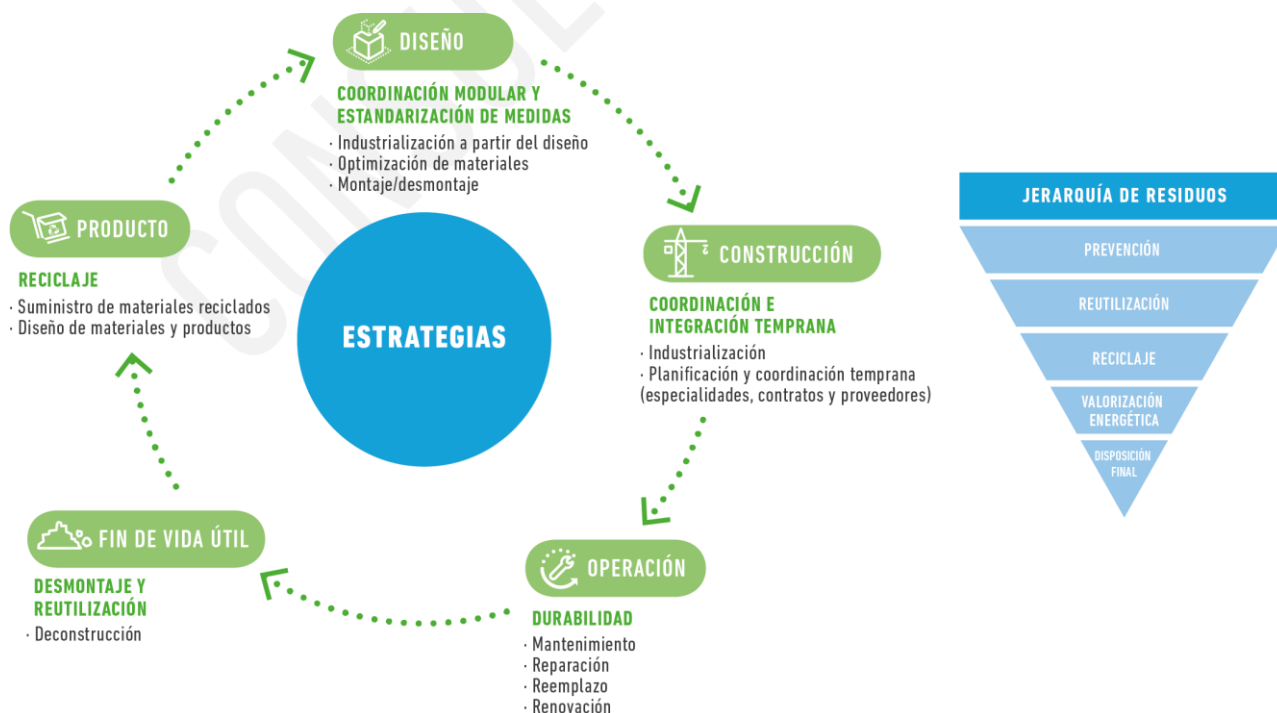 DISEÑO
COORDINACIÓN MODULAR Y
ESTANDARIZACIÓN DE MEDIDAS
· Industrialización a partir del diseño
· Optimización de materiales
· Montaje/desmontaje
CONSTRUCCIÓN
COORDINACIÓN E
INTEGRACIÓN TEMPRANA
· Industrialización
· Planificación y coordinación temprana
(especialidades, contratos y proveedores)
OPERACIÓN
DURABILIDAD
· Mantenimiento
· Reparación
· Reemplazo
· Renovación
FIN DE VIDA ÚTIL
DESMONTAJE Y
REUTILIZACIÓN
· Deconstrucción
PRODUCTO
RECICLAJE
· Suministro de materiales reciclados
· Diseño de materiales y productos
ESTRATEGIAS
JERARQUÍA DE RESIDUOS
PREVENCIÓN
REUTILIZACIÓN
RECICLAJE
VALORIZACIÓN
ENERGÉTICA
DISPOSICIÓN
FINAL